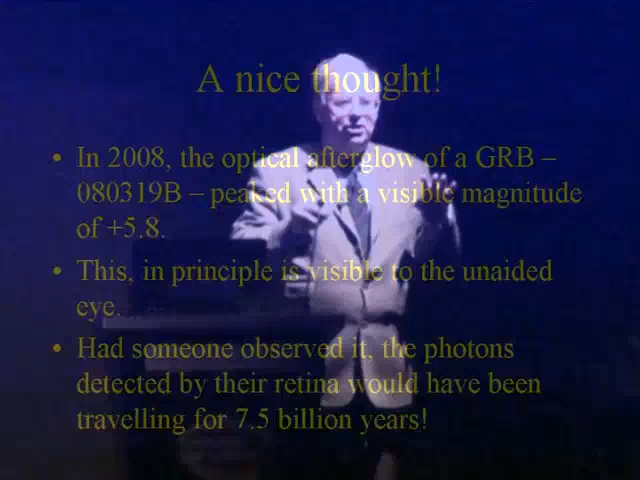 A nice thought!
• In 2008, the optical afterglow of a GRB –
080319B – peaked with a visible magnitude
of +5.8.
• This, in principle is visible to the unaided
eye.
• Had someone observed it, the photons
detected by their retina would have been
travelling for 7.5 billion years!